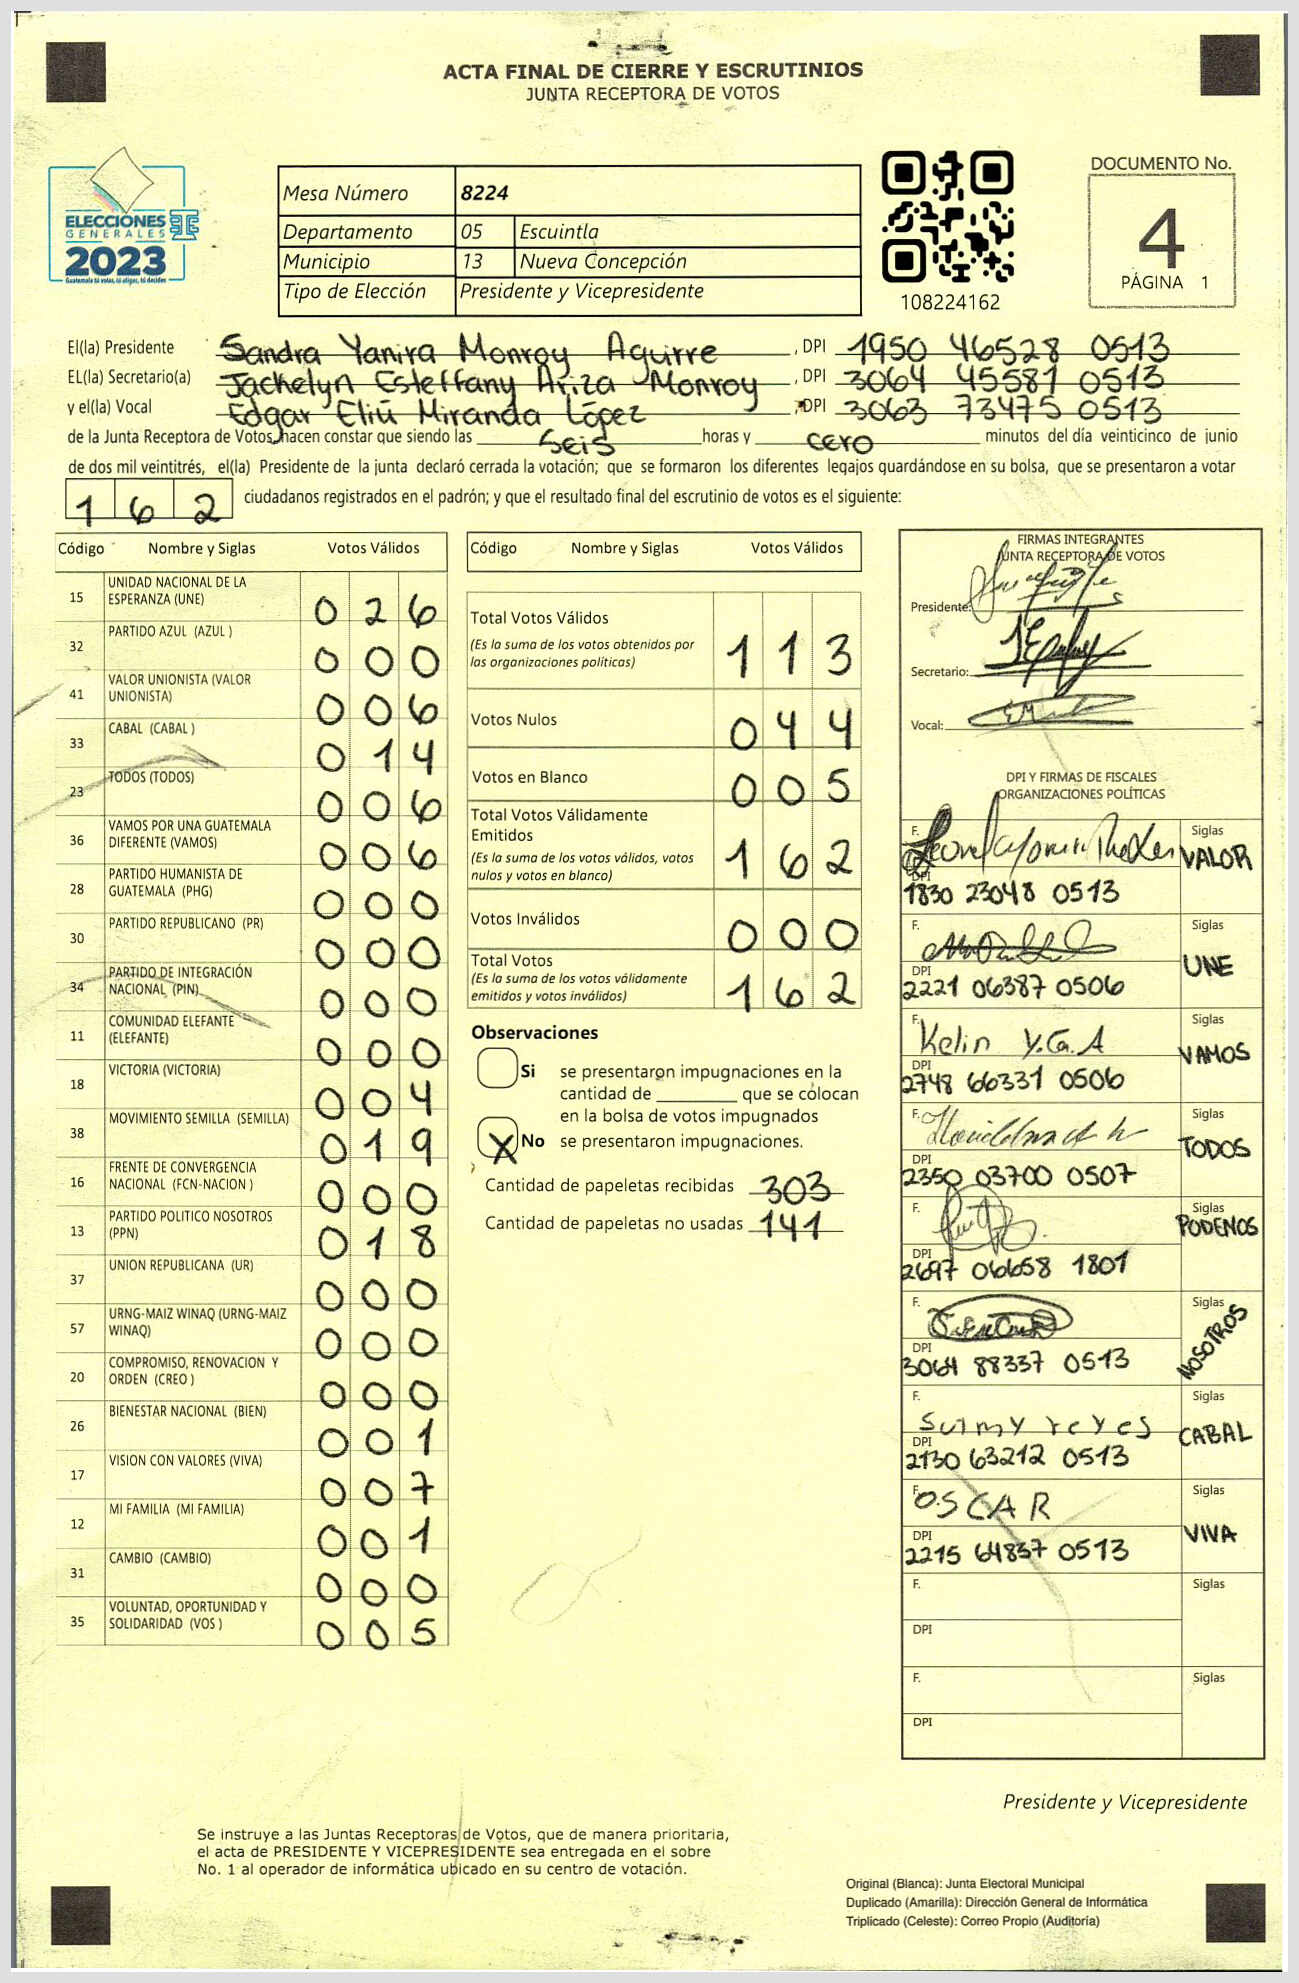 ACTA FINAL DE CIERRE Y ESCRUTINIOS
JUNTA RECEPTORA DE VOTOS
ELECCIONES
GENERALES
2023
Guatemala tú votas, tú eliges, tú decides
Mesa Número 8224
Departamento 05 Escuintla
Municipio 13 Nueva Concepción
Tipo de Elección Presidente y Vicepresidente
108224162
DOCUMENTO No.
4
PÁGINA 1
El(la) Presidente Sandra Yanira Monroy Aguirre, DPI 1950 46528 0513
EL(la) Secretario(a) Jackelyn Esteffany Ariza Monroy, DPI 3064 45581 0513
y el(la) Vocal Edgar Eliú Miranda López, DPI 3063 73475 0513
de la Junta Receptora de Votos, hacen constar que siendo las seis horas y cero minutos del día veinticinco de junio
de dos mil veintitrés, el(la) Presidente de la junta declaró cerrada la votación; que se formaron los diferentes legajos guardándose en su bolsa, que se presentaron a votar
1 6 2 ciudadanos registrados en el padrón; y que el resultado final del escrutinio de votos es el siguiente:
Código Nombre y Siglas Votos Válidos
15 UNIDAD NACIONAL DE LA ESPERANZA (UNE) 0 2 6
32 PARTIDO AZUL (AZUL ) 0 0 0
41 VALOR UNIONISTA (VALOR UNIONISTA) 0 0 6
33 CABAL (CABAL ) 0 1 4
23 TODOS (TODOS) 0 0 6
36 VAMOS POR UNA GUATEMALA DIFERENTE (VAMOS) 0 0 6
28 PARTIDO HUMANISTA DE GUATEMALA (PHG) 0 0 0
30 PARTIDO REPUBLICANO (PR) 0 0 0
34 PARTIDO DE INTEGRACIÓN NACIONAL (PIN) 0 0 0
11 COMUNIDAD ELEFANTE (ELEFANTE) 0 0 0
18 VICTORIA (VICTORIA) 0 0 4
38 MOVIMIENTO SEMILLA (SEMILLA) 0 1 9
16 FRENTE DE CONVERGENCIA NACIONAL (FCN-NACION ) 0 0 0
13 PARTIDO POLITICO NOSOTROS (PPN) 0 1 8
37 UNION REPUBLICANA (UR) 0 0 0
57 URNG-MAIZ WINAQ (URNG-MAIZ WINAQ) 0 0 0
20 COMPROMISO, RENOVACION Y ORDEN (CREO ) 0 0 0
26 BIENESTAR NACIONAL (BIEN) 0 0 1
17 VISION CON VALORES (VIVA) 0 0 7
12 MI FAMILIA (MI FAMILIA) 0 0 1
31 CAMBIO (CAMBIO) 0 0 0
35 VOLUNTAD, OPORTUNIDAD Y SOLIDARIDAD (VOS ) 0 0 5
Código Nombre y Siglas Votos Válidos
Total Votos Válidos 1 1 3
(Es la suma de los votos obtenidos por
las organizaciones políticas)
Votos Nulos 0 4 4
Votos en Blanco 0 0 5
Total Votos Válidamente
Emitidos 1 6 2
(Es la suma de los votos válidos, votos
nulos y votos en blanco)
Votos Inválidos 0 0 0
Total Votos 1 6 2
(Es la suma de los votos válidamente
emitidos y votos inválidos)
Observaciones
Si se presentaron impugnaciones en la
cantidad de ________ que se colocan
en la bolsa de votos impugnados
X No se presentaron impugnaciones.
Cantidad de papeletas recibidas 303
Cantidad de papeletas no usadas 141
FIRMAS INTEGRANTES
JUNTA RECEPTORA DE VOTOS
Presidente:
Secretario:
Vocal:
DPI Y FIRMAS DE FISCALES
ORGANIZACIONES POLÍTICAS
F. Siglas VALOR
DPI 1830 23048 0513
F. Siglas UNE
DPI 2221 06387 0506
F. Kelin Y.G.A Siglas VAMOS
DPI 2748 66331 0506
F. Siglas TODOS
DPI 2350 03700 0507
F. Siglas PODEMOS
DPI 2697 06658 1801
F. Siglas NOSOTROS
DPI 3064 88337 0513
F. Sulmy reyes Siglas CABAL
DPI 2130 63212 0513
F. OSCAR Siglas VIVA
DPI 2215 64837 0513
F. Siglas
DPI
F. Siglas
DPI
Presidente y Vicepresidente
Se instruye a las Juntas Receptoras de Votos, que de manera prioritaria,
el acta de PRESIDENTE Y VICEPRESIDENTE sea entregada en el sobre
No. 1 al operador de informática ubicado en su centro de votación.
Original (Blanca): Junta Electoral Municipal
Duplicado (Amarilla): Dirección General de Informática
Triplicado (Celeste): Correo Propio (Auditoría)